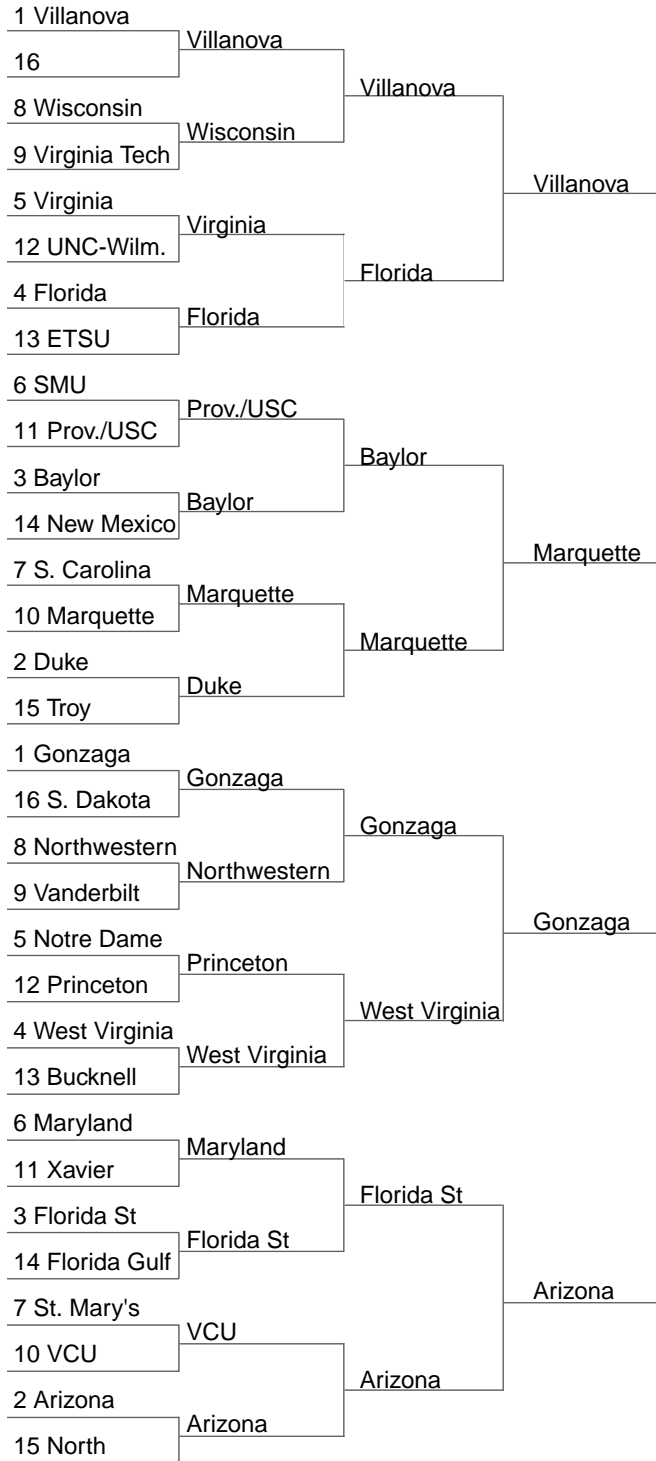 1 Villanova
16
8 Wisconsin
9 Virginia Tech
5 Virginia
12 UNC-Wilm.
4 Florida
13 ETSU
6 SMU
11 Prov./USC
3 Baylor
14 New Mexico
7 S. Carolina
10 Marquette
2 Duke
15 Troy
1 Gonzaga
16 S. Dakota
8 Northwestern
9 Vanderbilt
5 Notre Dame
12 Princeton
4 West Virginia
13 Bucknell
6 Maryland
11 Xavier
3 Florida St
14 Florida Gulf
7 St. Mary's
10 VCU
2 Arizona
15 North
Villanova
Wisconsin
Virginia
Florida
Prov./USC
Baylor
Marquette
Duke
Gonzaga
Northwestern
Princeton
West Virginia
Maryland
Florida St
VCU
Arizona
Villanova
Florida
Baylor
Marquette
Gonzaga
West Virginia
Florida St
Arizona
Villanova
Marquette
Gonzaga
Arizona